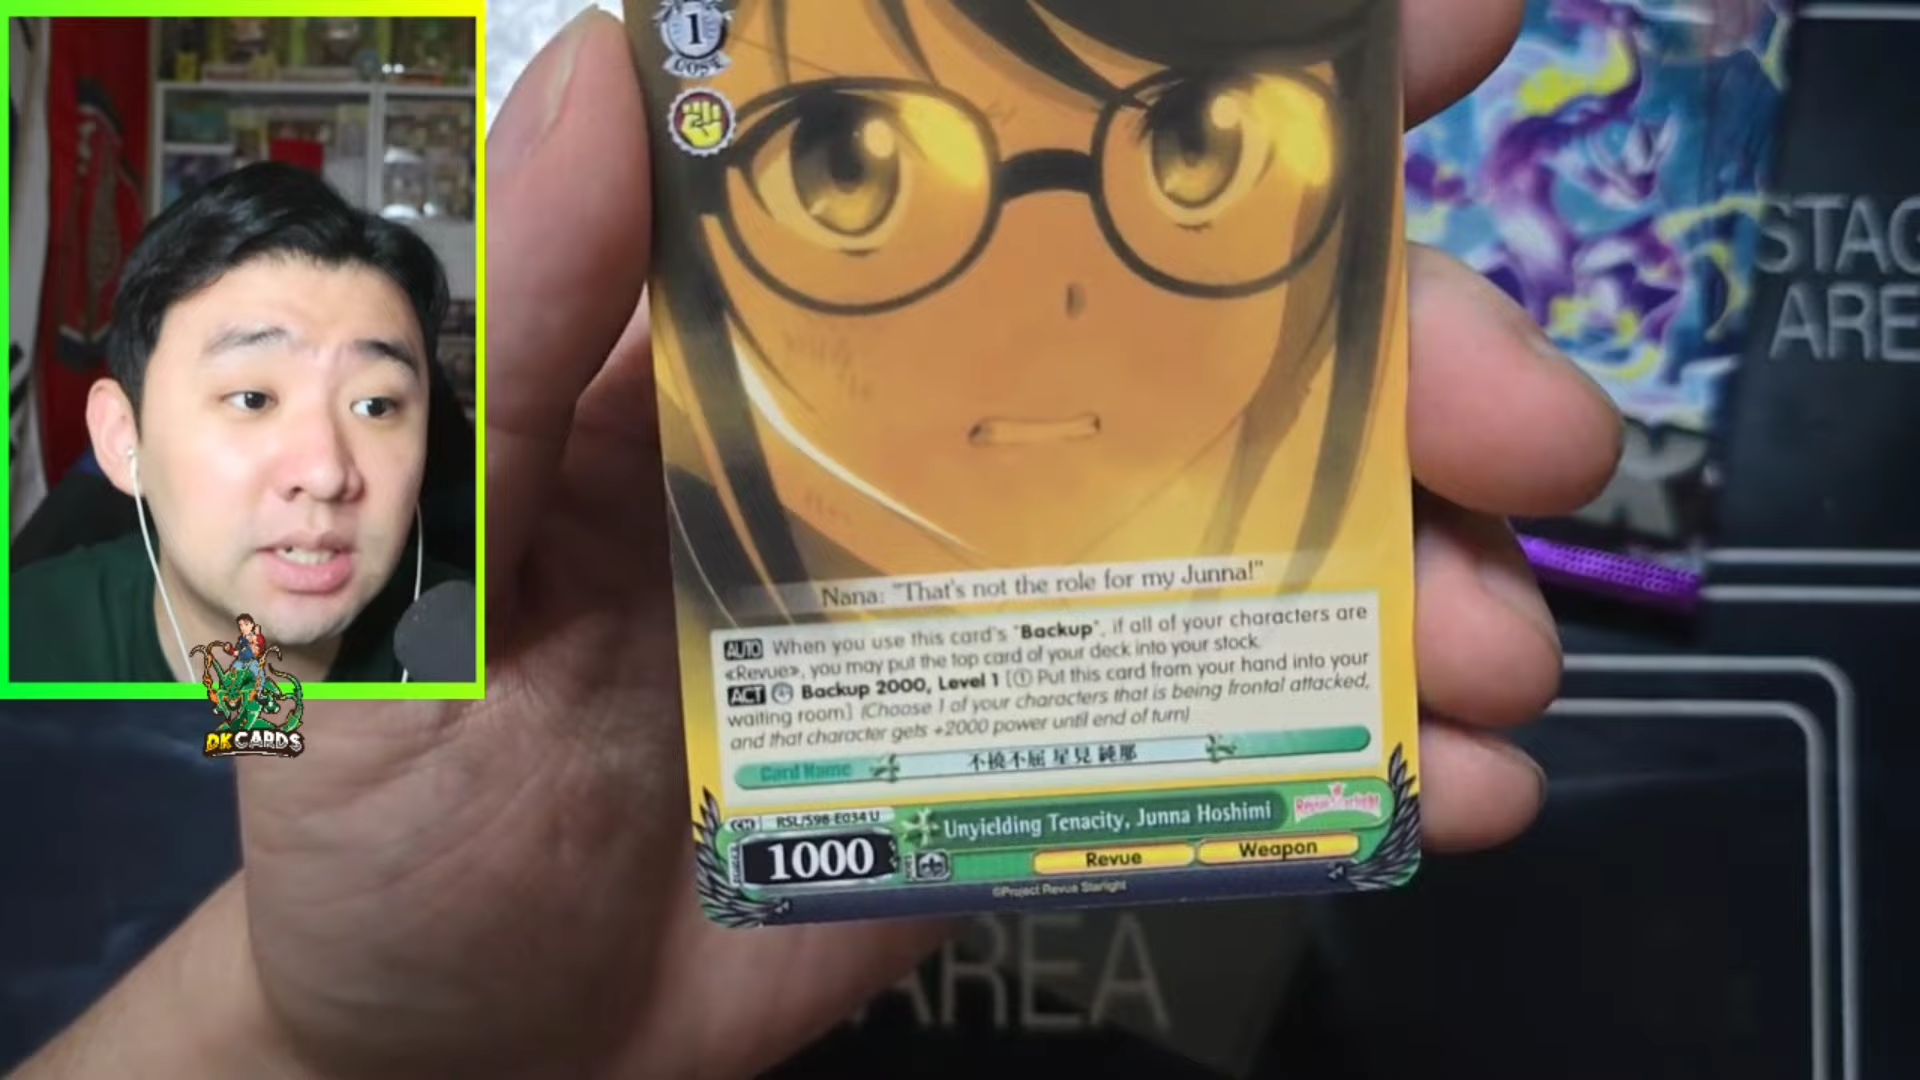 1
COST
STAG
ARE
Nana: "That's not the role for my Junna!"
AUTO When you use this card's "Backup", if all of your characters are
«Revue», you may put the top card of your deck into your stock.
ACT Backup 2000, Level 1 [① Put this card from your hand into your
waiting room] (Choose 1 of your characters that is being frontal attacked,
and that character gets +2000 power until end of turn)
Card Name 不撓不屈 星見 純那
RSL/S98-E034 U
Unyielding Tenacity, Junna Hoshimi
Revue Starlight
1000
Revue
Weapon
©Project Revue Starlight
AREA
DKCARDS